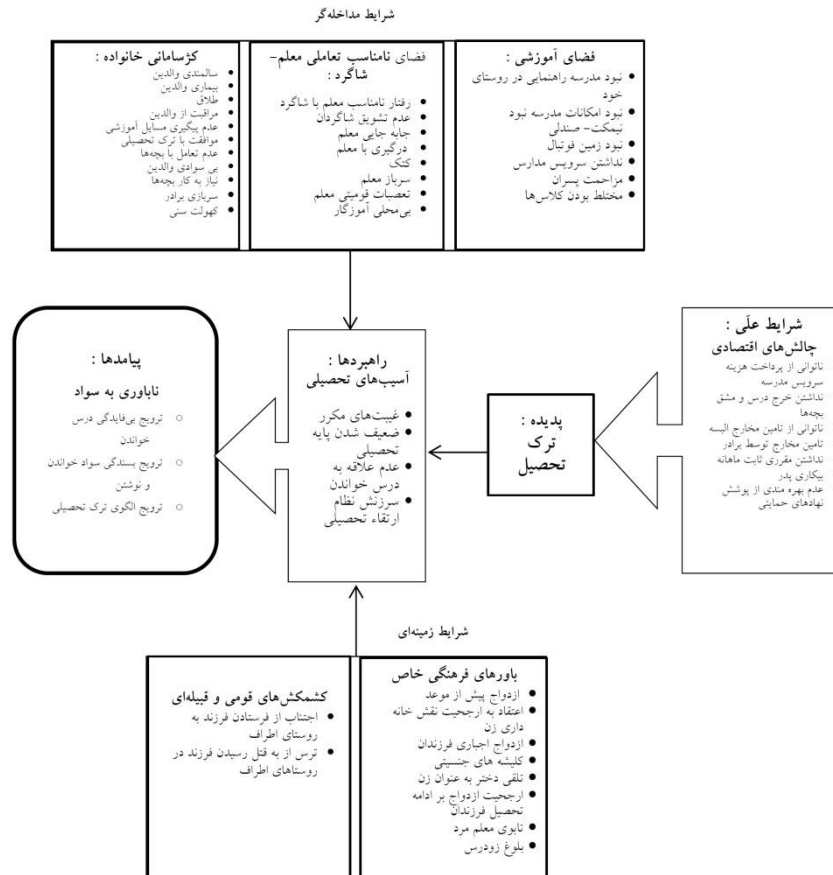 شرایط مداخله‌گر
فضای آموزشی :
نبود مدرسه راهنمایی در روستای
خود
نبود امکانات مدرسه نبود
نیمکت- صندلی
نبود زمین فوتبال
نداشتن سرویس مدارس
مزاحمت پسران
مختلط بودن کلاس‌ها
فضای نامناسب تعاملی معلم-
شاگرد :
رفتار نامناسب معلم با شاگرد
عدم تشویق شاگردان
جابه جایی معلم
درگیری با معلم
کتک
سرباز معلم
تعصبات قومیتی معلم
بی‌محلی آموزگار
کژسامانی خانواده :
سالمندی والدین
بیماری والدین
طلاق
مراقبت از والدین
عدم پیگیری مسایل آموزشی
موافقت با ترک تحصیلی
عدم تعامل با بچه‌ها
بی سوادی والدین
نیاز به کار بچه‌ها
سربازی برادر
کهولت سنی
شرایط علّی :
چالش‌های اقتصادی
ناتوانی از پرداخت هزینه
سرویس مدرسه
نداشتن خرج درس و مشق
بچه‌ها
ناتوانی از تامین مخارج البسه
تامین مخارج توسط برادر
نداشتن مقرری ثابت ماهانه
بیکاری پدر
عدم بهره مندی از پوشش
نهادهای حمایتی
پدیده :
ترک
تحصیل
راهبردها :
آسیب‌های تحصیلی
غیبت‌های مکرر
ضعیف شدن پایه
تحصیلی
عدم علاقه به
درس خواندن
سرزنش نظام
ارتقاء تحصیلی
پیامدها :
ناباوری به سواد
ترویج بی‌فایدگی درس
خواندن
ترویج بسندگی سواد خواندن
و نوشتن
ترویج الگوی ترک تحصیلی
شرایط زمینه‌ای
باورهای فرهنگی خاص
ازدواج پیش از موعد
اعتقاد به ارجحیت نقش خانه
داری زن
ازدواج اجباری فرزندان
کلیشه های جنسیتی
تلقی دختر به عنوان زن
ارجحیت ازدواج بر ادامه
تحصیل فرزندان
تابوی معلم مرد
بلوغ زودرس
کشمکش‌های قومی و قبیله‌ای
اجتناب از فرستادن فرزند به
روستای اطراف
ترس از به قتل رسیدن فرزند در
روستاهای اطراف